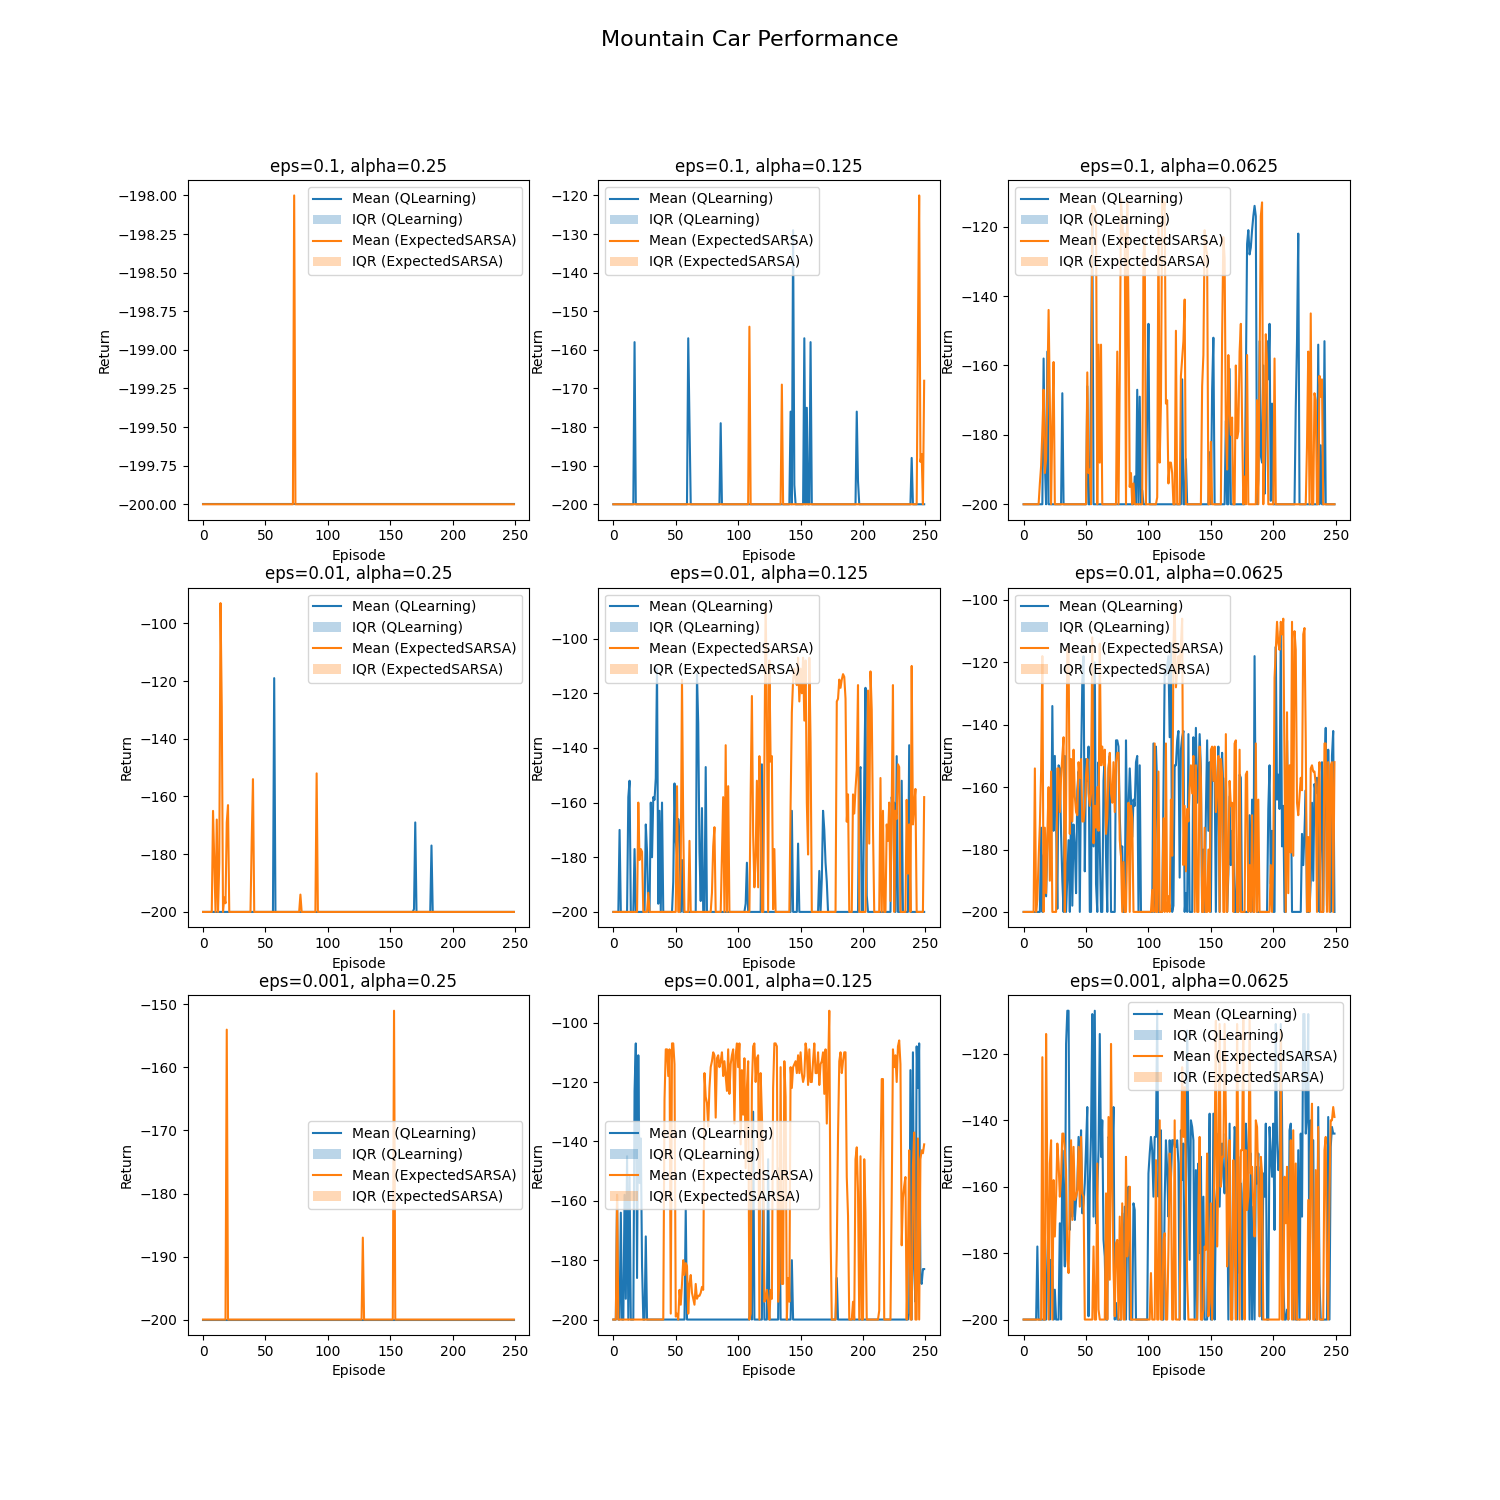 Mountain Car Performance
eps=0.1, alpha=0.25
Mean (QLearning)
IQR (QLearning)
Mean (ExpectedSARSA)
IQR (ExpectedSARSA)
−198.00
−198.25
−198.50
−198.75
−199.00
−199.25
−199.50
−199.75
−200.00
Return
0 50 100 150 200 250
Episode
eps=0.1, alpha=0.125
Mean (QLearning)
IQR (QLearning)
Mean (ExpectedSARSA)
IQR (ExpectedSARSA)
−120
−130
−140
−150
−160
−170
−180
−190
−200
Return
0 50 100 150 200 250
Episode
eps=0.1, alpha=0.0625
Mean (QLearning)
IQR (QLearning)
Mean (ExpectedSARSA)
IQR (ExpectedSARSA)
−120
−140
−160
−180
−200
Return
0 50 100 150 200 250
Episode
eps=0.01, alpha=0.25
Mean (QLearning)
IQR (QLearning)
Mean (ExpectedSARSA)
IQR (ExpectedSARSA)
−100
−120
−140
−160
−180
−200
Return
0 50 100 150 200 250
Episode
eps=0.01, alpha=0.125
Mean (QLearning)
IQR (QLearning)
Mean (ExpectedSARSA)
IQR (ExpectedSARSA)
−100
−120
−140
−160
−180
−200
Return
0 50 100 150 200 250
Episode
eps=0.01, alpha=0.0625
Mean (QLearning)
IQR (QLearning)
Mean (ExpectedSARSA)
IQR (ExpectedSARSA)
−100
−120
−140
−160
−180
−200
Return
0 50 100 150 200 250
Episode
eps=0.001, alpha=0.25
Mean (QLearning)
IQR (QLearning)
Mean (ExpectedSARSA)
IQR (ExpectedSARSA)
−150
−160
−170
−180
−190
−200
Return
0 50 100 150 200 250
Episode
eps=0.001, alpha=0.125
Mean (QLearning)
IQR (QLearning)
Mean (ExpectedSARSA)
IQR (ExpectedSARSA)
−100
−120
−140
−160
−180
−200
Return
0 50 100 150 200 250
Episode
eps=0.001, alpha=0.0625
Mean (QLearning)
IQR (QLearning)
Mean (ExpectedSARSA)
IQR (ExpectedSARSA)
−120
−140
−160
−180
−200
Return
0 50 100 150 200 250
Episode